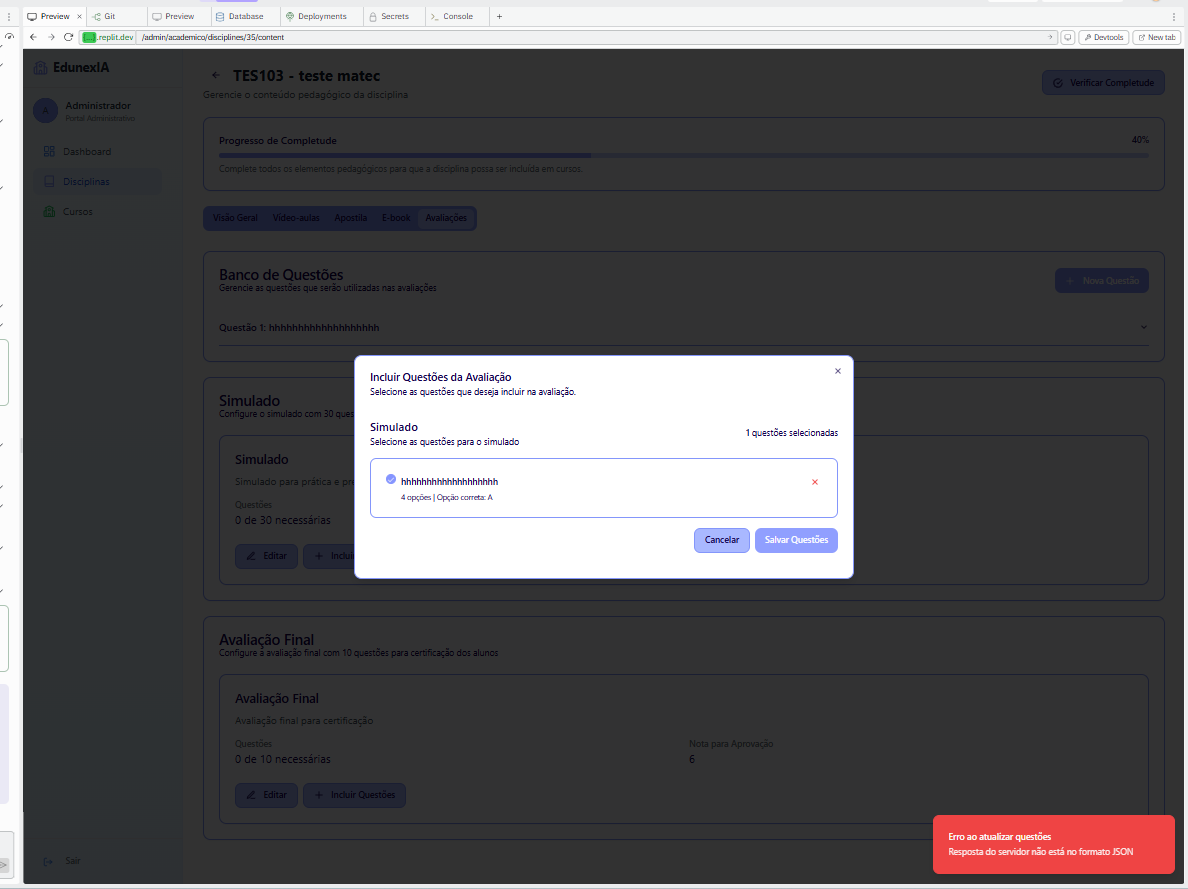 Preview
Git
Preview
Database
Deployments
Secrets
Console
.replit.dev
/admin/academico/disciplines/35/content
Devtools
New tab
EdunexIA
A
Administrador
Portal Administrativo
Dashboard
Disciplinas
Cursos
Sair
TES103 - teste matec
Gerencie o conteúdo pedagógico da disciplina
Verificar Completude
Progresso de Completude
40%
Complete todos os elementos pedagógicos para que a disciplina possa ser incluída em cursos.
Visão Geral
Vídeo-aulas
Apostila
E-book
Avaliações
Banco de Questões
Gerencie as questões que serão utilizadas nas avaliações
Nova Questão
Questão 1: hhhhhhhhhhhhhhhhhhh
Simulado
Configure o simulado com 30 ques
Simulado
Simulado para prática e pre
Questões
0 de 30 necessárias
Editar
Inclui
Incluir Questões da Avaliação
Selecione as questões que deseja incluir na avaliação.
Simulado
Selecione as questões para o simulado
1 questões selecionadas
hhhhhhhhhhhhhhhhhhh
4 opções | Opção correta: A
Cancelar
Salvar Questões
Avaliação Final
Configure a avaliação final com 10 questões para certificação dos alunos
Avaliação Final
Avaliação final para certificação
Questões
0 de 10 necessárias
Nota para Aprovação
6
Editar
Incluir Questões
Erro ao atualizar questões
Resposta do servidor não está no formato JSON